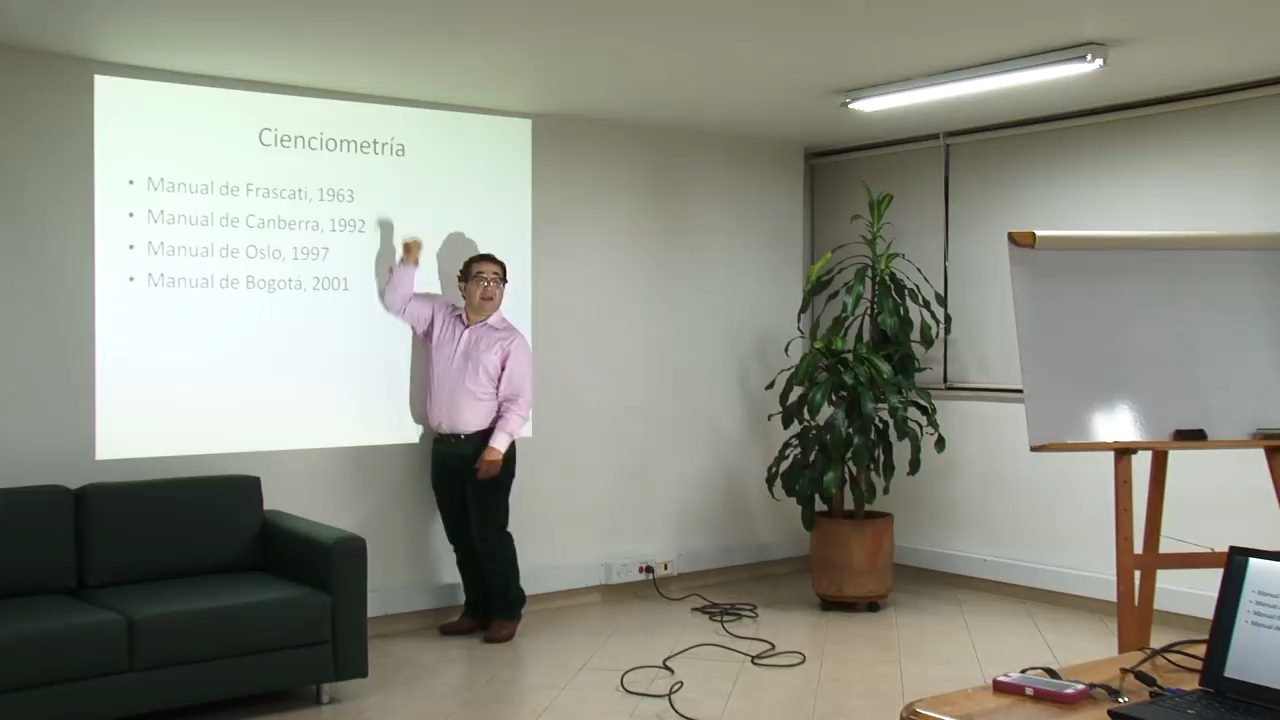 Cienciometría
• Manual de Frascati, 1963
• Manual de Canberra, 1992
• Manual de Oslo, 1997
• Manual de Bogotá, 2001